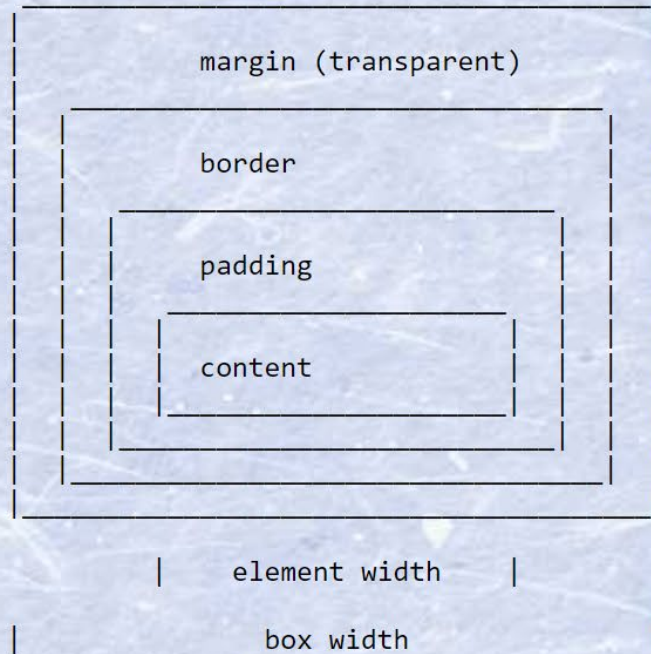 margin (transparent)
border
padding
content
| element width |
| box width